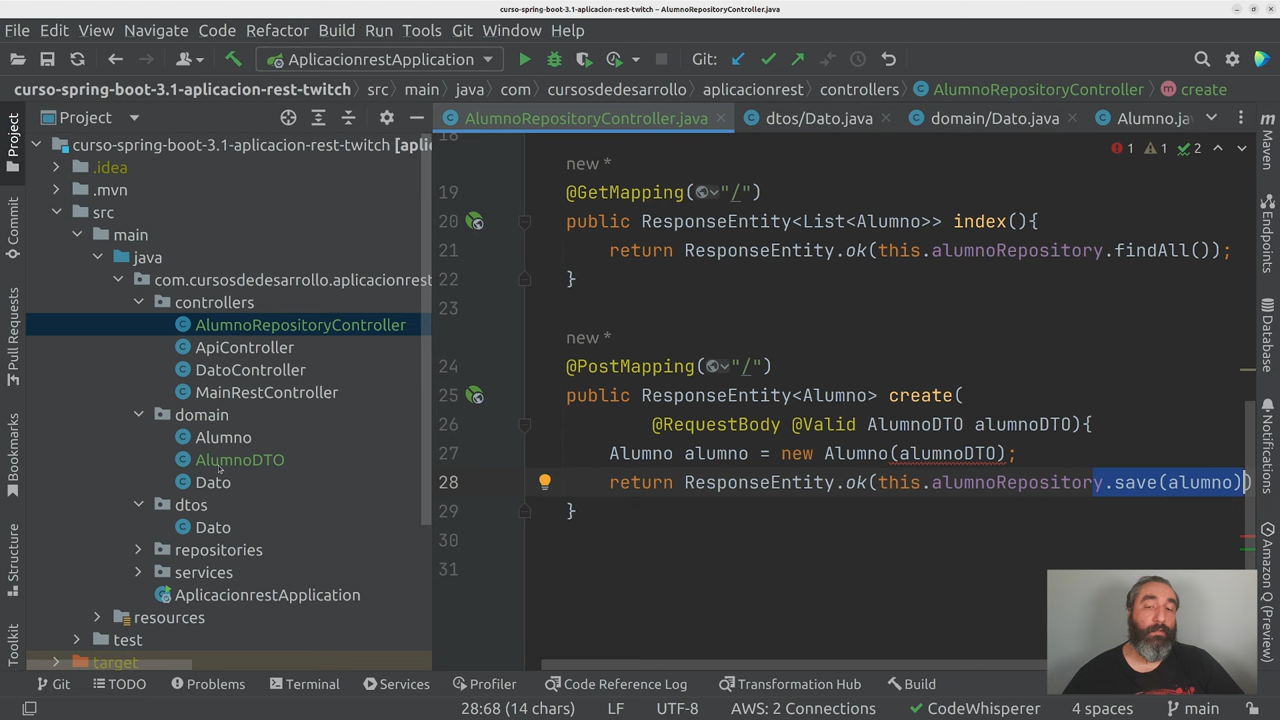 curso-spring-boot-3.1-aplicacion-rest-twitch – AlumnoRepositoryController.java
File Edit View Navigate Code Refactor Build Run Tools Git Window Help
AplicacionrestApplication Git:
curso-spring-boot-3.1-aplicacion-rest-twitch src main java com cursosdedesarrollo aplicacionrest controllers AlumnoRepositoryController create
Project
AlumnoRepositoryController.java dtos/Dato.java domain/Dato.java Alumno.ja
curso-spring-boot-3.1-aplicacion-rest-twitch [apli
.idea
.mvn
src
main
java
com.cursosdedesarrollo.aplicacionrest
controllers
AlumnoRepositoryController
ApiController
DatoController
MainRestController
domain
Alumno
AlumnoDTO
Dato
dtos
Dato
repositories
services
AplicacionrestApplication
resources
test
target
1 1 2
18
new *
19 @GetMapping("/")
20 public ResponseEntity<List<Alumno>> index(){
21 return ResponseEntity.ok(this.alumnoRepository.findAll());
22 }
23
new *
24 @PostMapping("/")
25 public ResponseEntity<Alumno> create(
26 @RequestBody @Valid AlumnoDTO alumnoDTO){
27 Alumno alumno = new Alumno(alumnoDTO);
28 return ResponseEntity.ok(this.alumnoRepository.save(alumno))
29 }
30
31
Project
Commit
Pull Requests
Bookmarks
Structure
Toolkit
Maven
Endpoints
Database
Notifications
Amazon Q (Preview)
Git TODO Problems Terminal Services Profiler Code Reference Log Transformation Hub Build
28:68 (14 chars) LF UTF-8 AWS: 2 Connections CodeWhisperer 4 spaces main